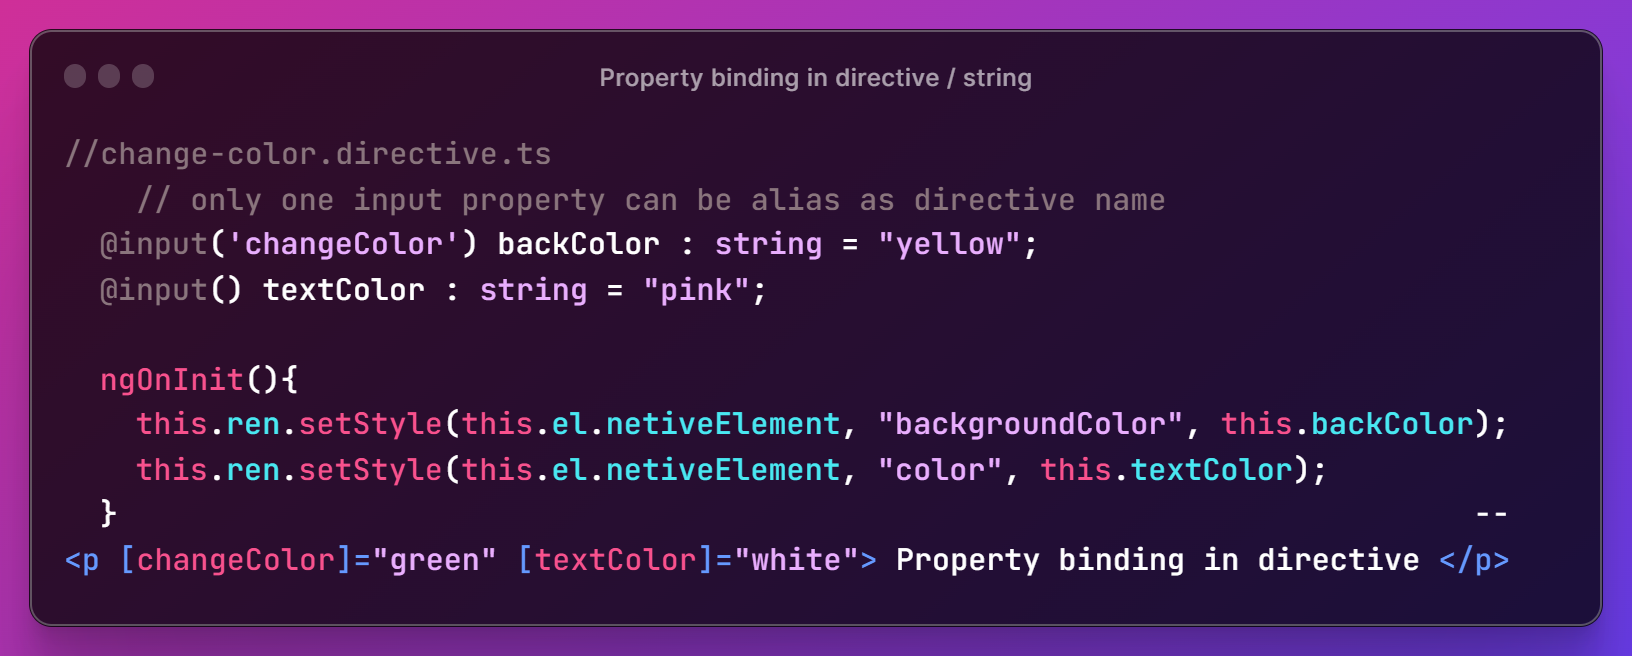 Property binding in directive / string
//change-color.directive.ts
// only one input property can be alias as directive name
@input('changeColor') backColor : string = "yellow";
@input() textColor : string = "pink";
ngOnInit(){
this.ren.setStyle(this.el.netiveElement, "backgroundColor", this.backColor);
this.ren.setStyle(this.el.netiveElement, "color", this.textColor);
} --
<p [changeColor]="green" [textColor]="white"> Property binding in directive </p>